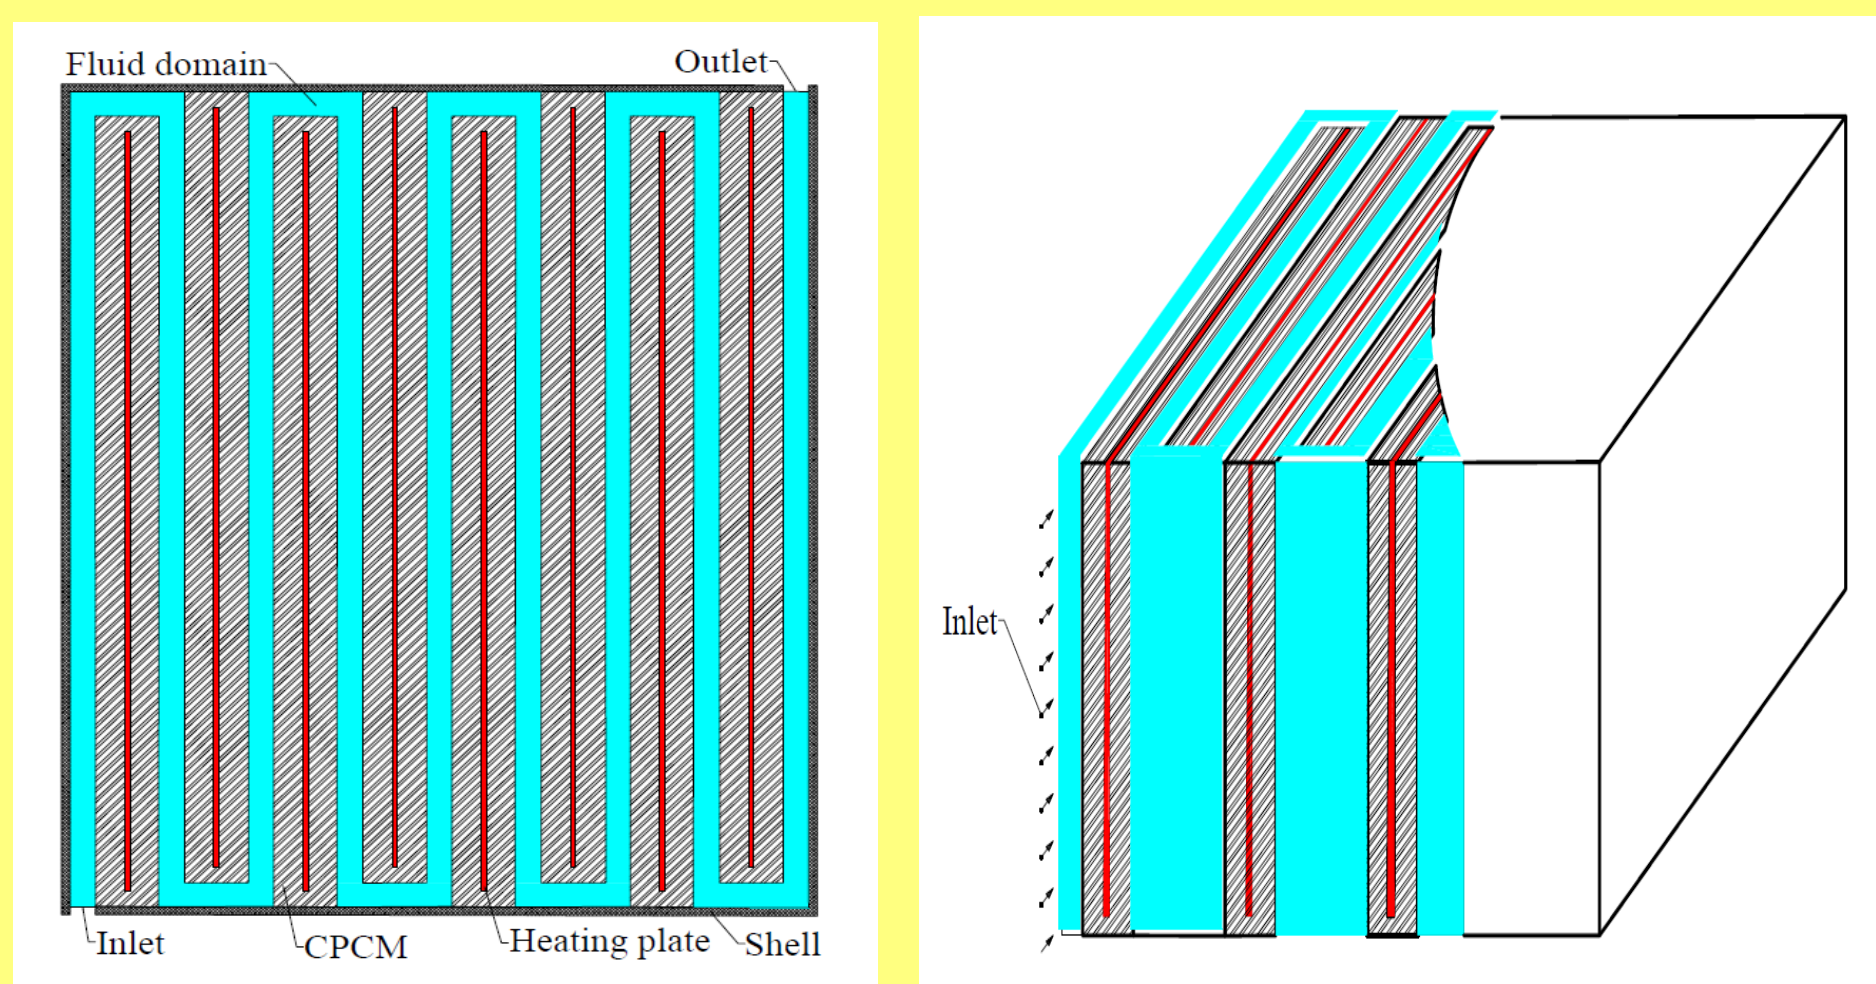 Fluid domain
Outlet
Inlet
CPCM
Heating plate
Shell
Inlet